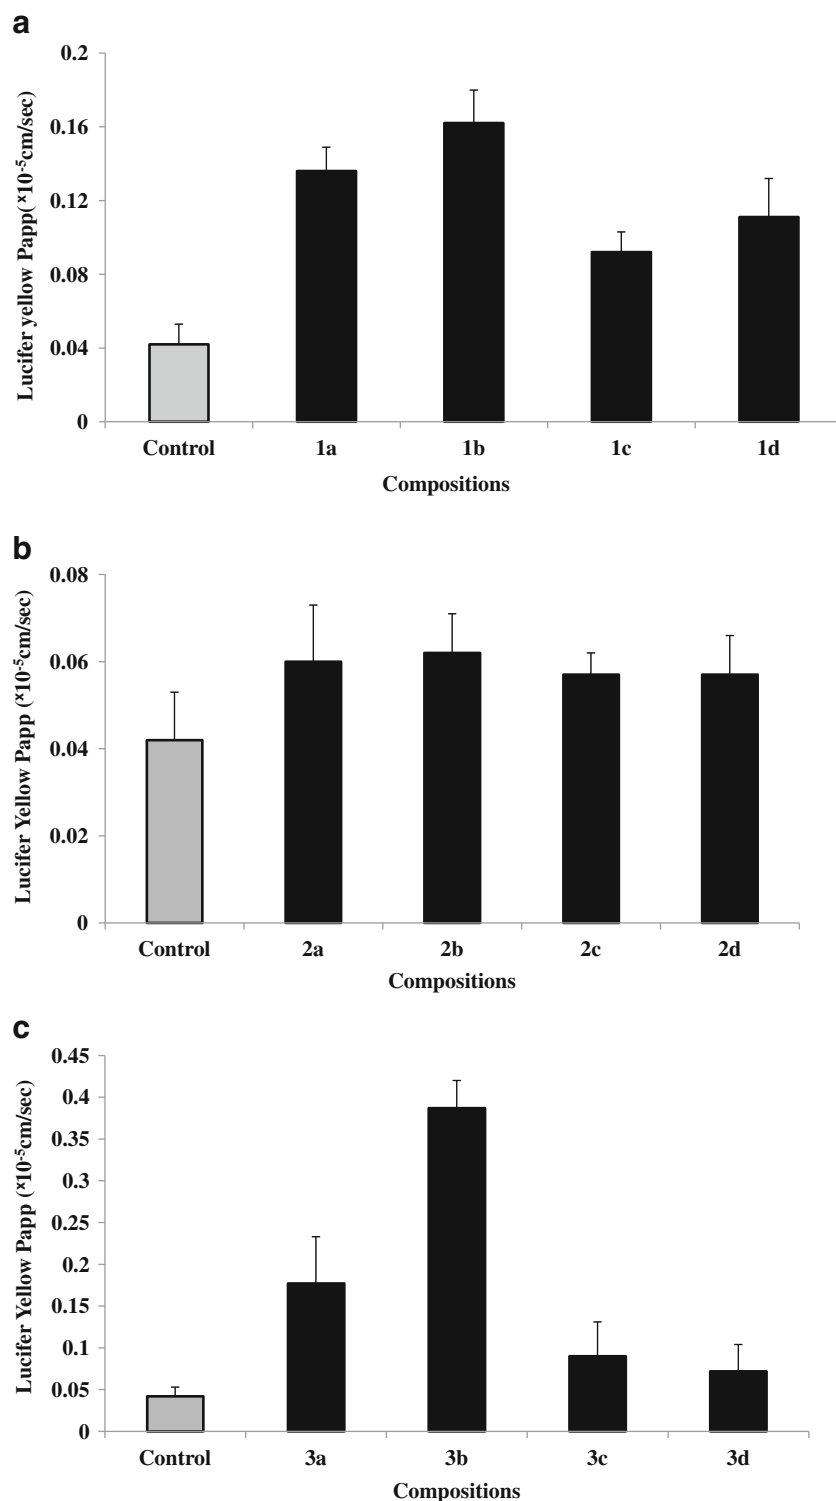 a
0.2
0.16
0.12
0.08
0.04
0
Lucifer yellow Papp(ˣ10⁻⁵cm/sec)
Control 1a 1b 1c 1d
Compositions
b
0.08
0.06
0.04
0.02
0
Lucifer Yellow Papp (ˣ10⁻⁵cm/sec)
Control 2a 2b 2c 2d
Compositions
c
0.45
0.4
0.35
0.3
0.25
0.2
0.15
0.1
0.05
0
Lucifer Yellow Papp (ˣ10⁻⁵cm/sec)
Control 3a 3b 3c 3d
Compositions